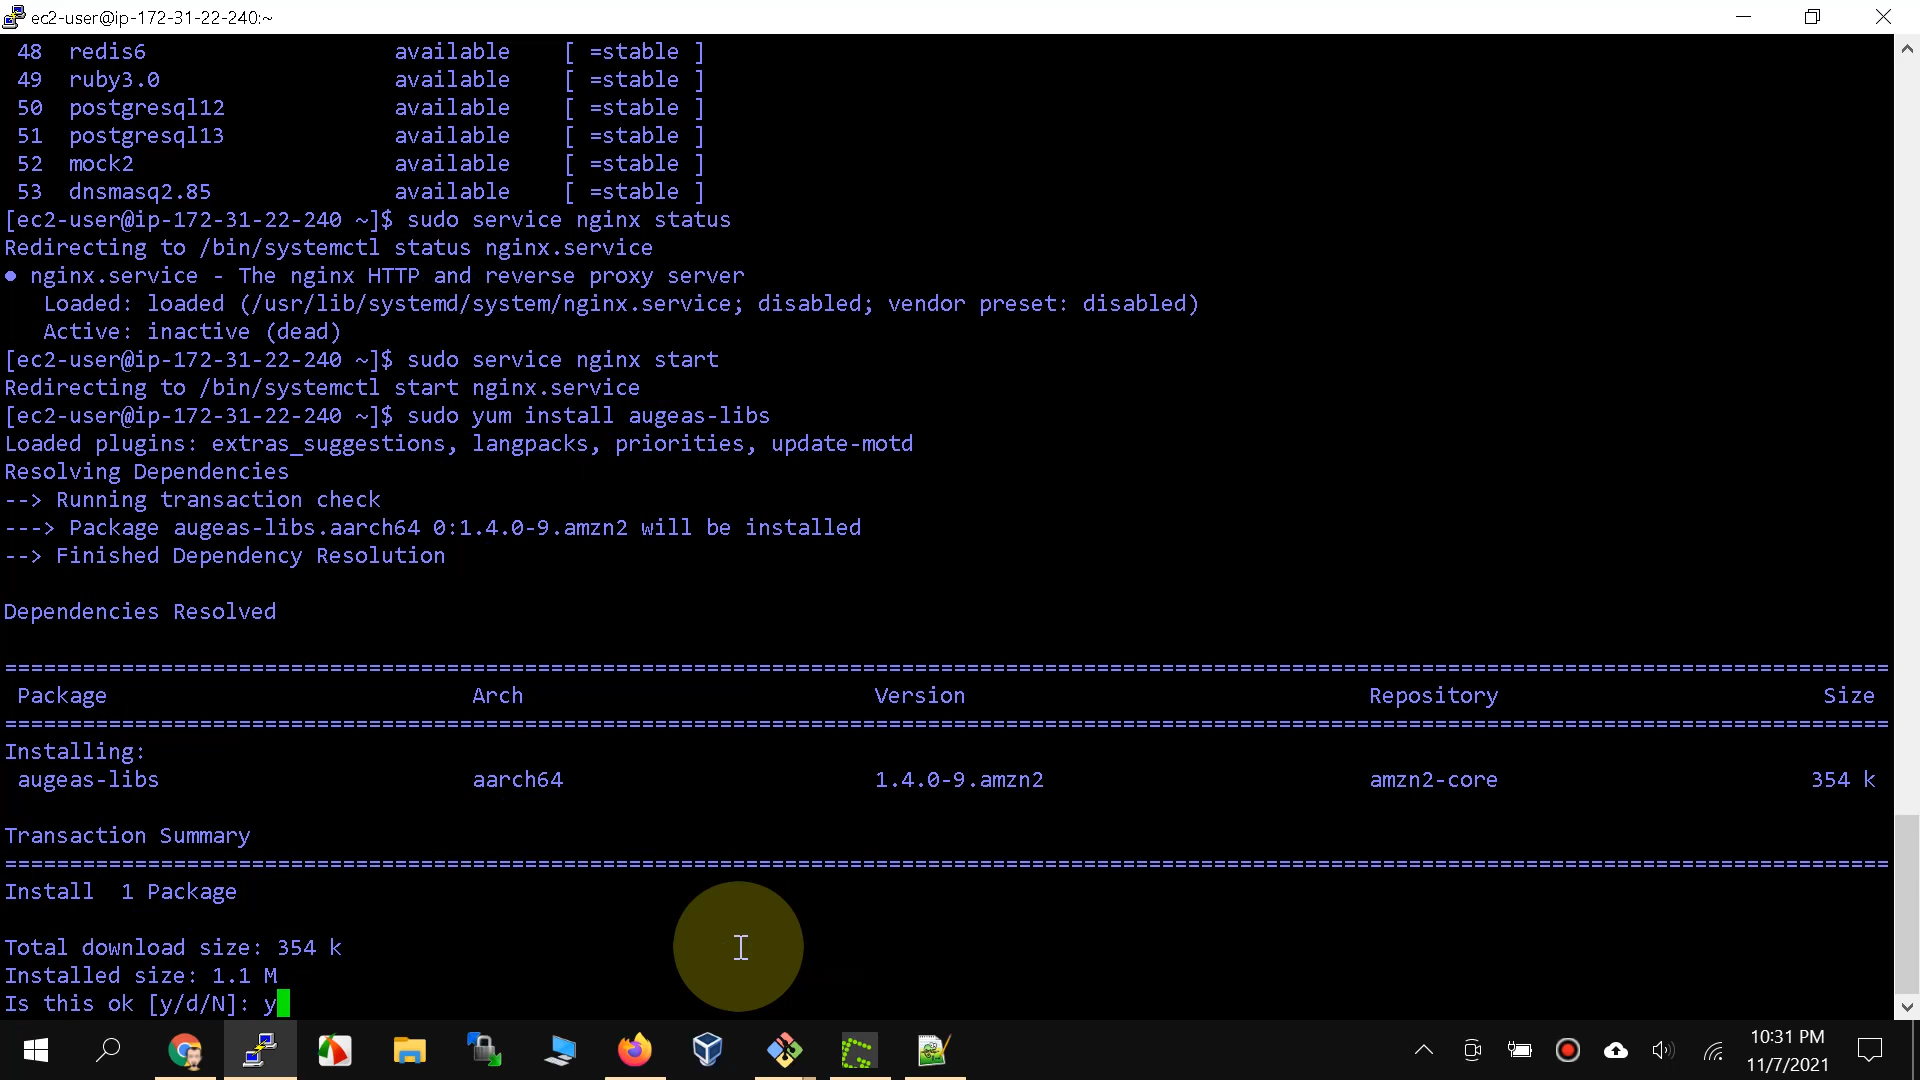 ec2-user@ip-172-31-22-240:~
48  redis6                   available    [ =stable ]
49  ruby3.0                  available    [ =stable ]
50  postgresql12             available    [ =stable ]
51  postgresql13             available    [ =stable ]
52  mock2                    available    [ =stable ]
53  dnsmasq2.85              available    [ =stable ]
[ec2-user@ip-172-31-22-240 ~]$ sudo service nginx status
Redirecting to /bin/systemctl status nginx.service
● nginx.service - The nginx HTTP and reverse proxy server
   Loaded: loaded (/usr/lib/systemd/system/nginx.service; disabled; vendor preset: disabled)
   Active: inactive (dead)
[ec2-user@ip-172-31-22-240 ~]$ sudo service nginx start
Redirecting to /bin/systemctl start nginx.service
[ec2-user@ip-172-31-22-240 ~]$ sudo yum install augeas-libs
Loaded plugins: extras_suggestions, langpacks, priorities, update-motd
Resolving Dependencies
--> Running transaction check
---> Package augeas-libs.aarch64 0:1.4.0-9.amzn2 will be installed
--> Finished Dependency Resolution
Dependencies Resolved
Package    Arch    Version    Repository    Size
Installing:
augeas-libs    aarch64    1.4.0-9.amzn2    amzn2-core    354 k
Transaction Summary
Install  1 Package
Total download size: 354 k
Installed size: 1.1 M
Is this ok [y/d/N]: y
10:31 PM
11/7/2021